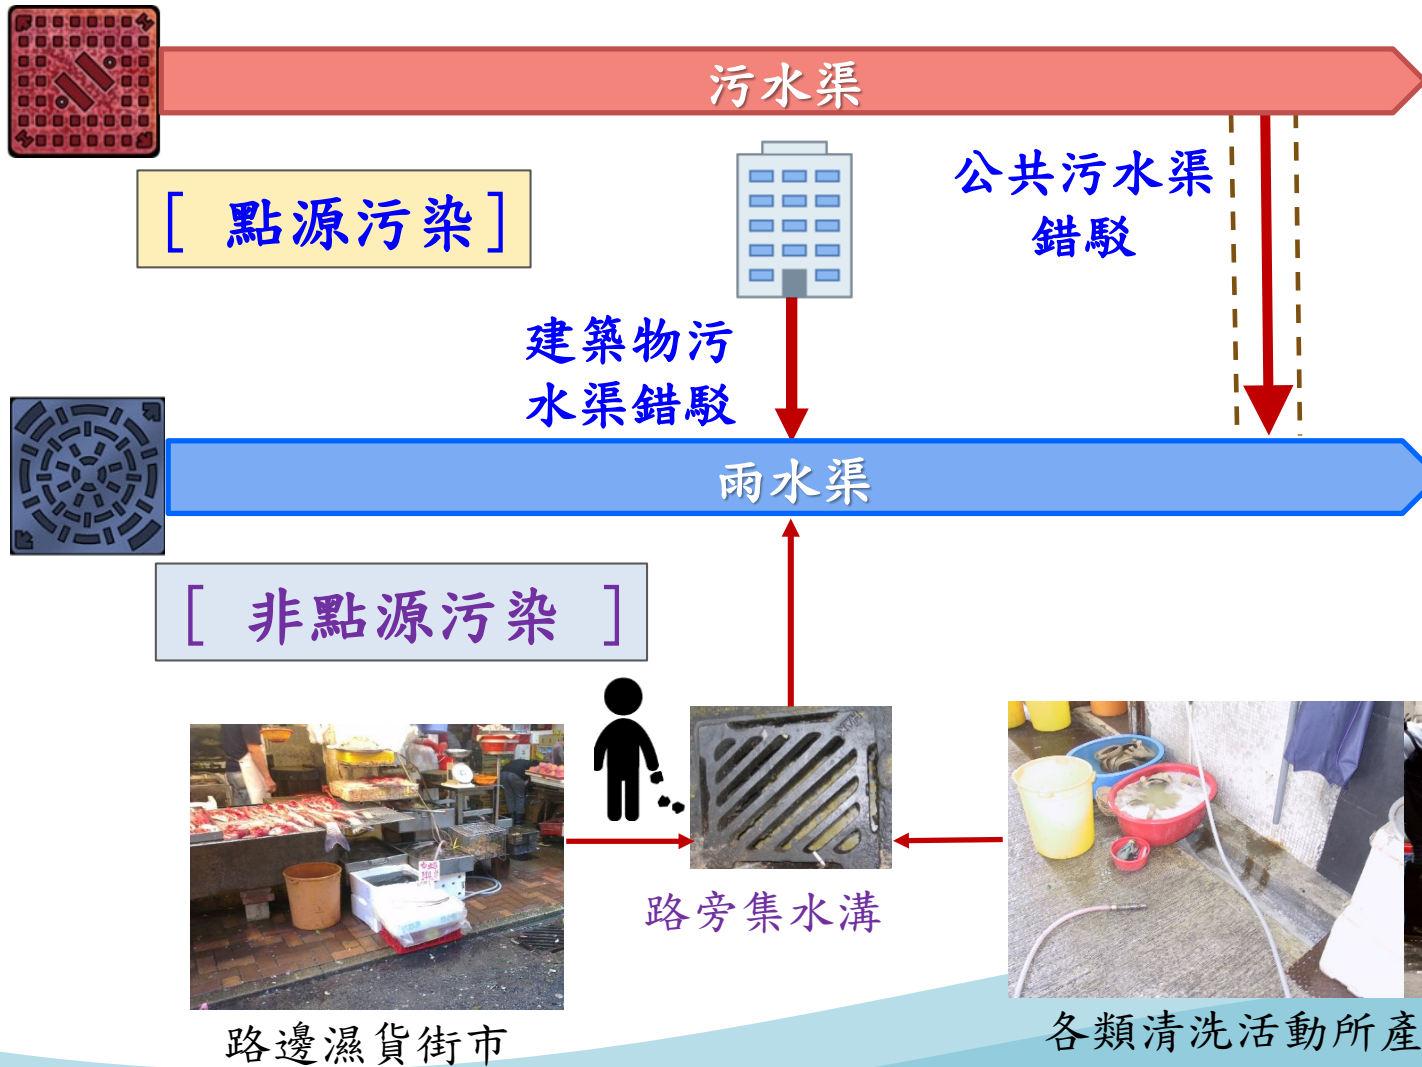 污水渠
公共污水渠
錯駁
[ 點源污染]
建築物污
水渠錯駁
雨水渠
[ 非點源污染 ]
路旁集水溝
路邊濕貨街市
各類清洗活動所產